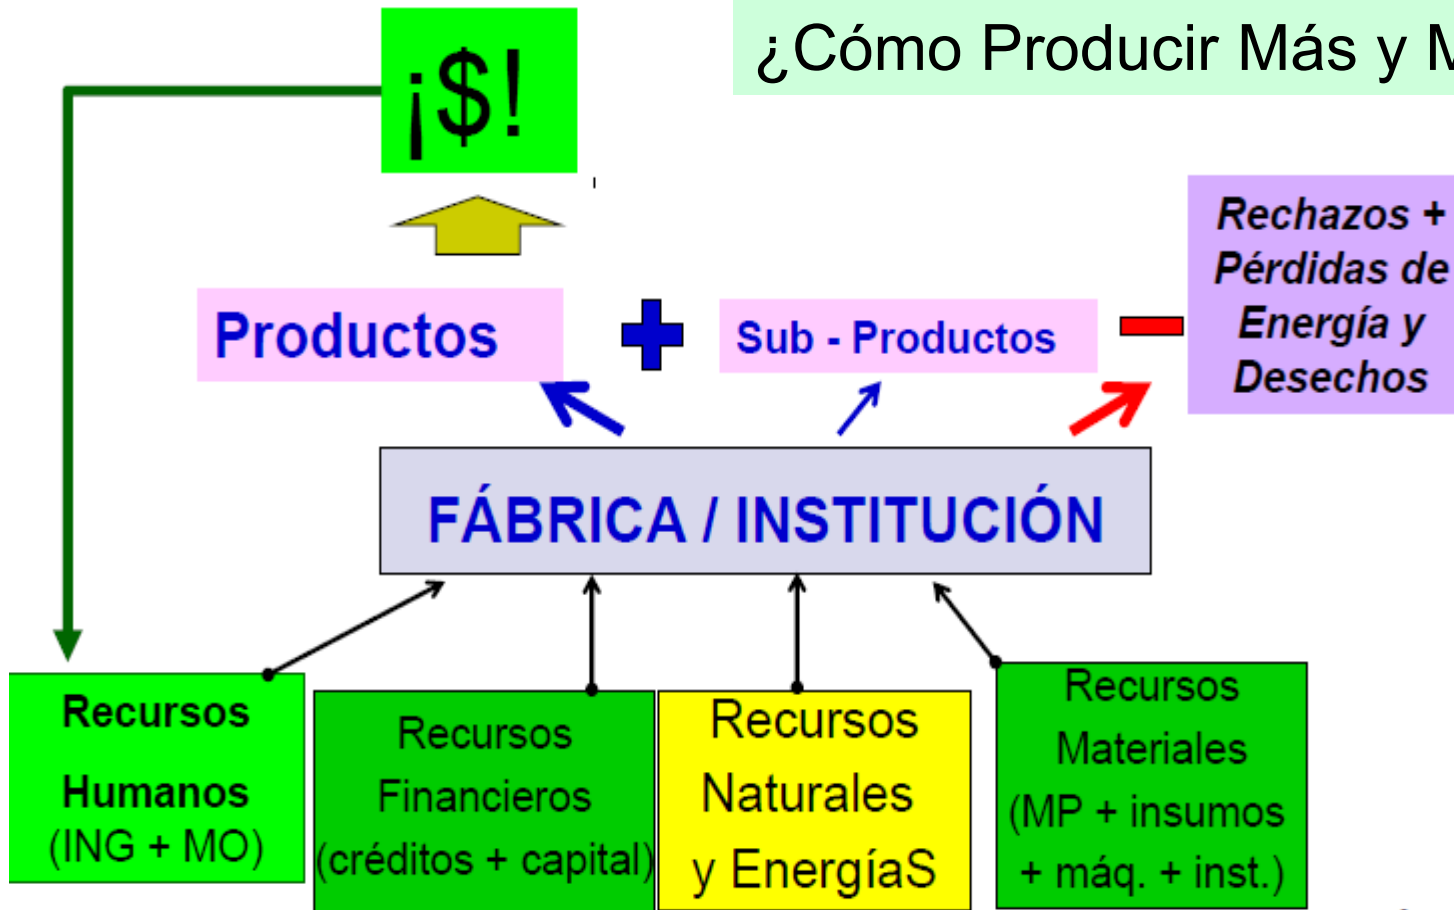 ¿Cómo Producir Más y M
¡$!
Rechazos +
Pérdidas de
Energía y
Desechos
Productos
Sub - Productos
FÁBRICA / INSTITUCIÓN
Recursos
Humanos
(ING + MO)
Recursos
Financieros
(créditos + capital)
Recursos
Naturales
y EnergíaS
Recursos
Materiales
(MP + insumos
+ máq. + inst.)